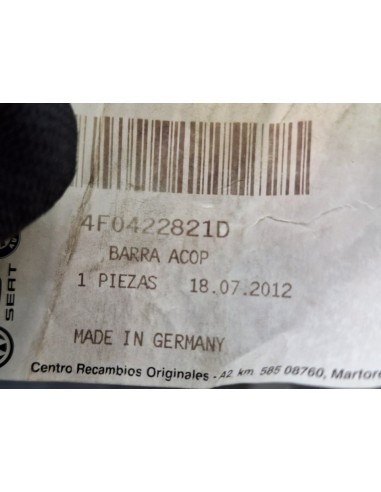 4F0422821D
BARRA ACOP
1 PIEZAS 18.07.2012
MADE IN GERMANY
Centro Recambios Originales - A2. km. 585 08760, Martore
SEAT